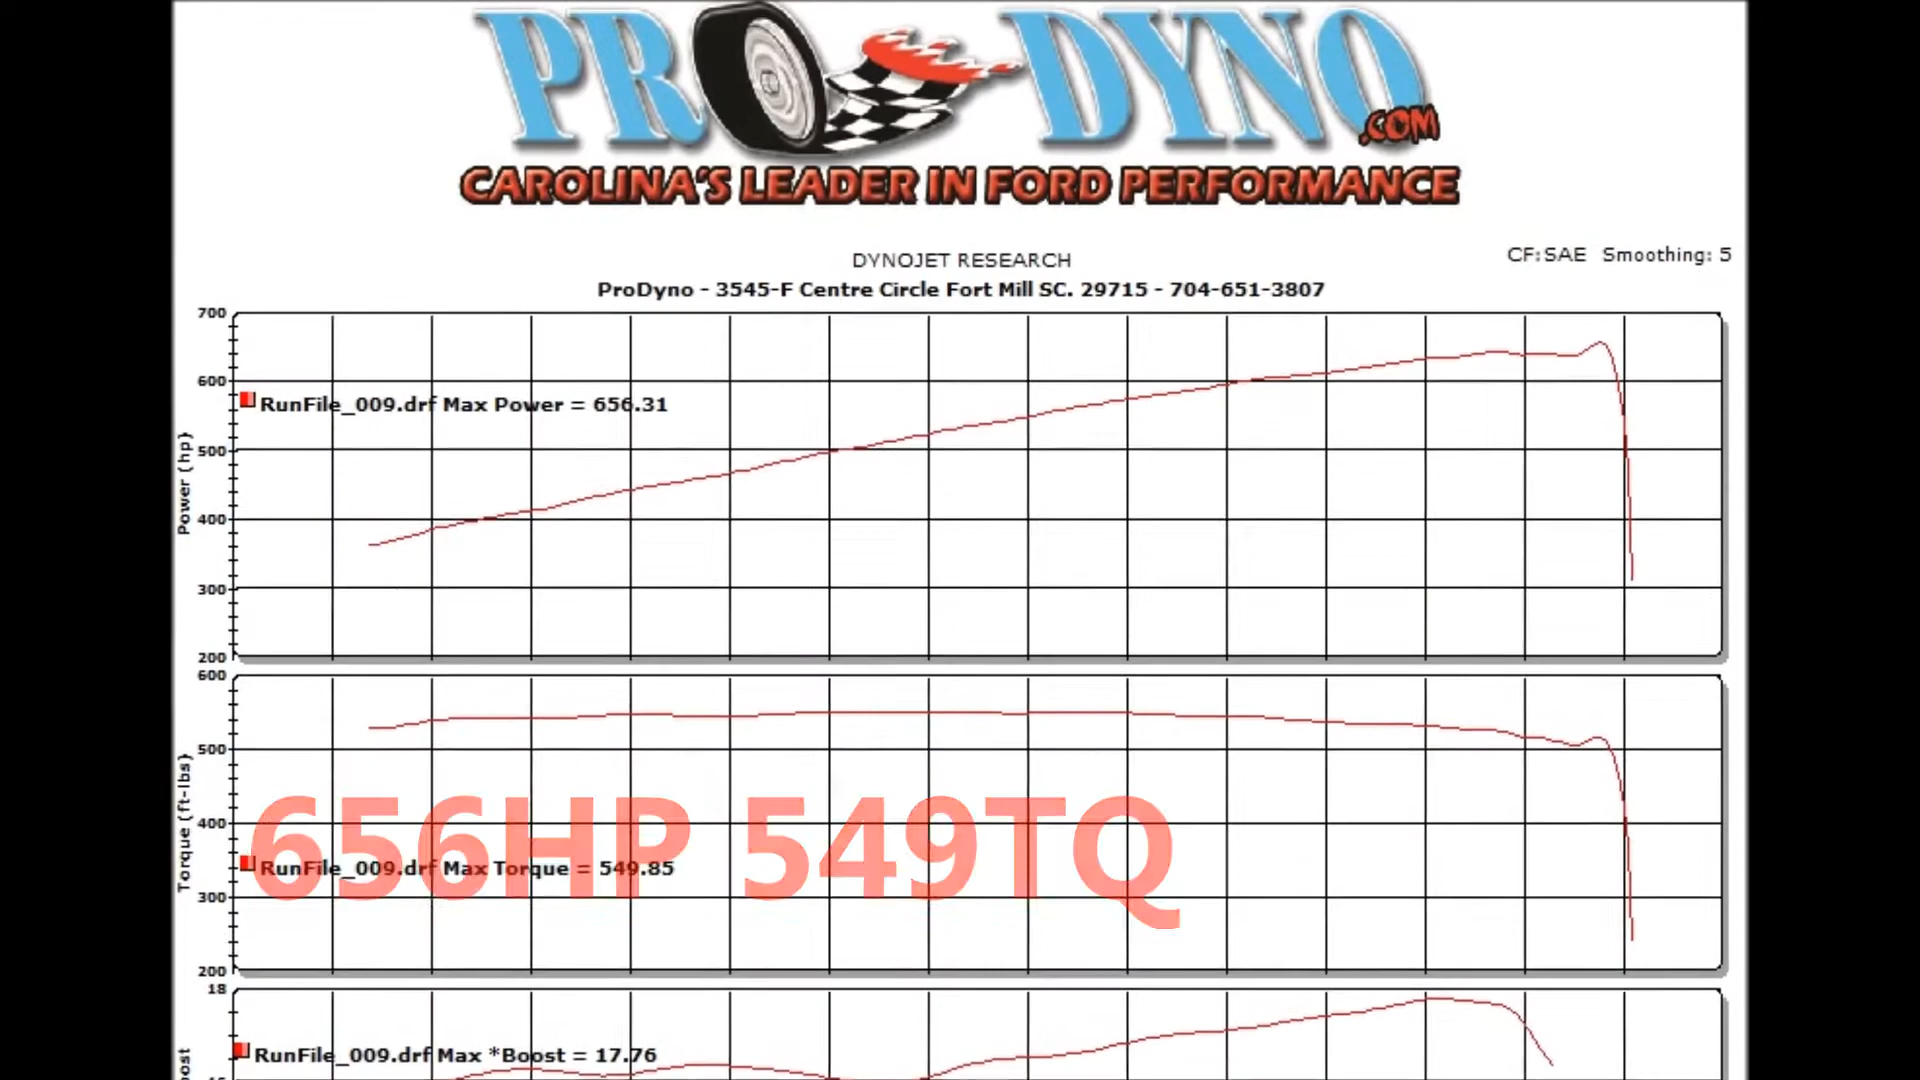 PRO DYNO
.COM
CAROLINA'S LEADER IN FORD PERFORMANCE
CF:SAE Smoothing: 5
DYNOJET RESEARCH
ProDyno - 3545-F Centre Circle Fort Mill SC. 29715 - 704-651-3807
700
600
RunFile_009.drf Max Power = 656.31
Power (hp)
500
400
300
200
600
500
Torque (ft-lbs)
400
656HP 549TQ
RunFile_009.drf Max Torque = 549.85
300
200
18
RunFile_009.drf Max *Boost = 17.76